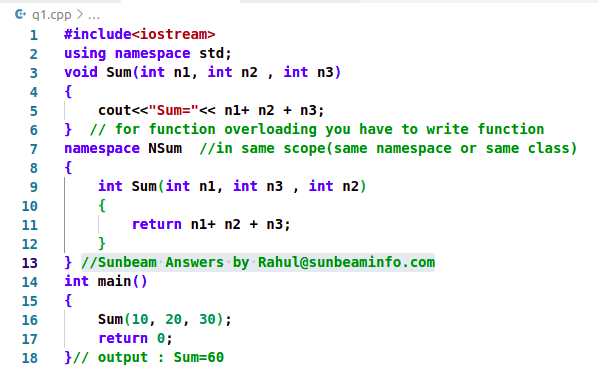 q1.cpp > ...
1 #include<iostream>
2 using namespace std;
3 void Sum(int n1, int n2 , int n3)
4 {
5     cout<<"Sum="<< n1+ n2 + n3;
6 }  // for function overloading you have to write function
7 namespace NSum  //in same scope(same namespace or same class)
8 {
9     int Sum(int n1, int n3 , int n2)
10     {
11         return n1+ n2 + n3;
12     }
13 } //Sunbeam Answers by Rahul@sunbeaminfo.com
14 int main()
15 {
16     Sum(10, 20, 30);
17     return 0;
18 }// output : Sum=60